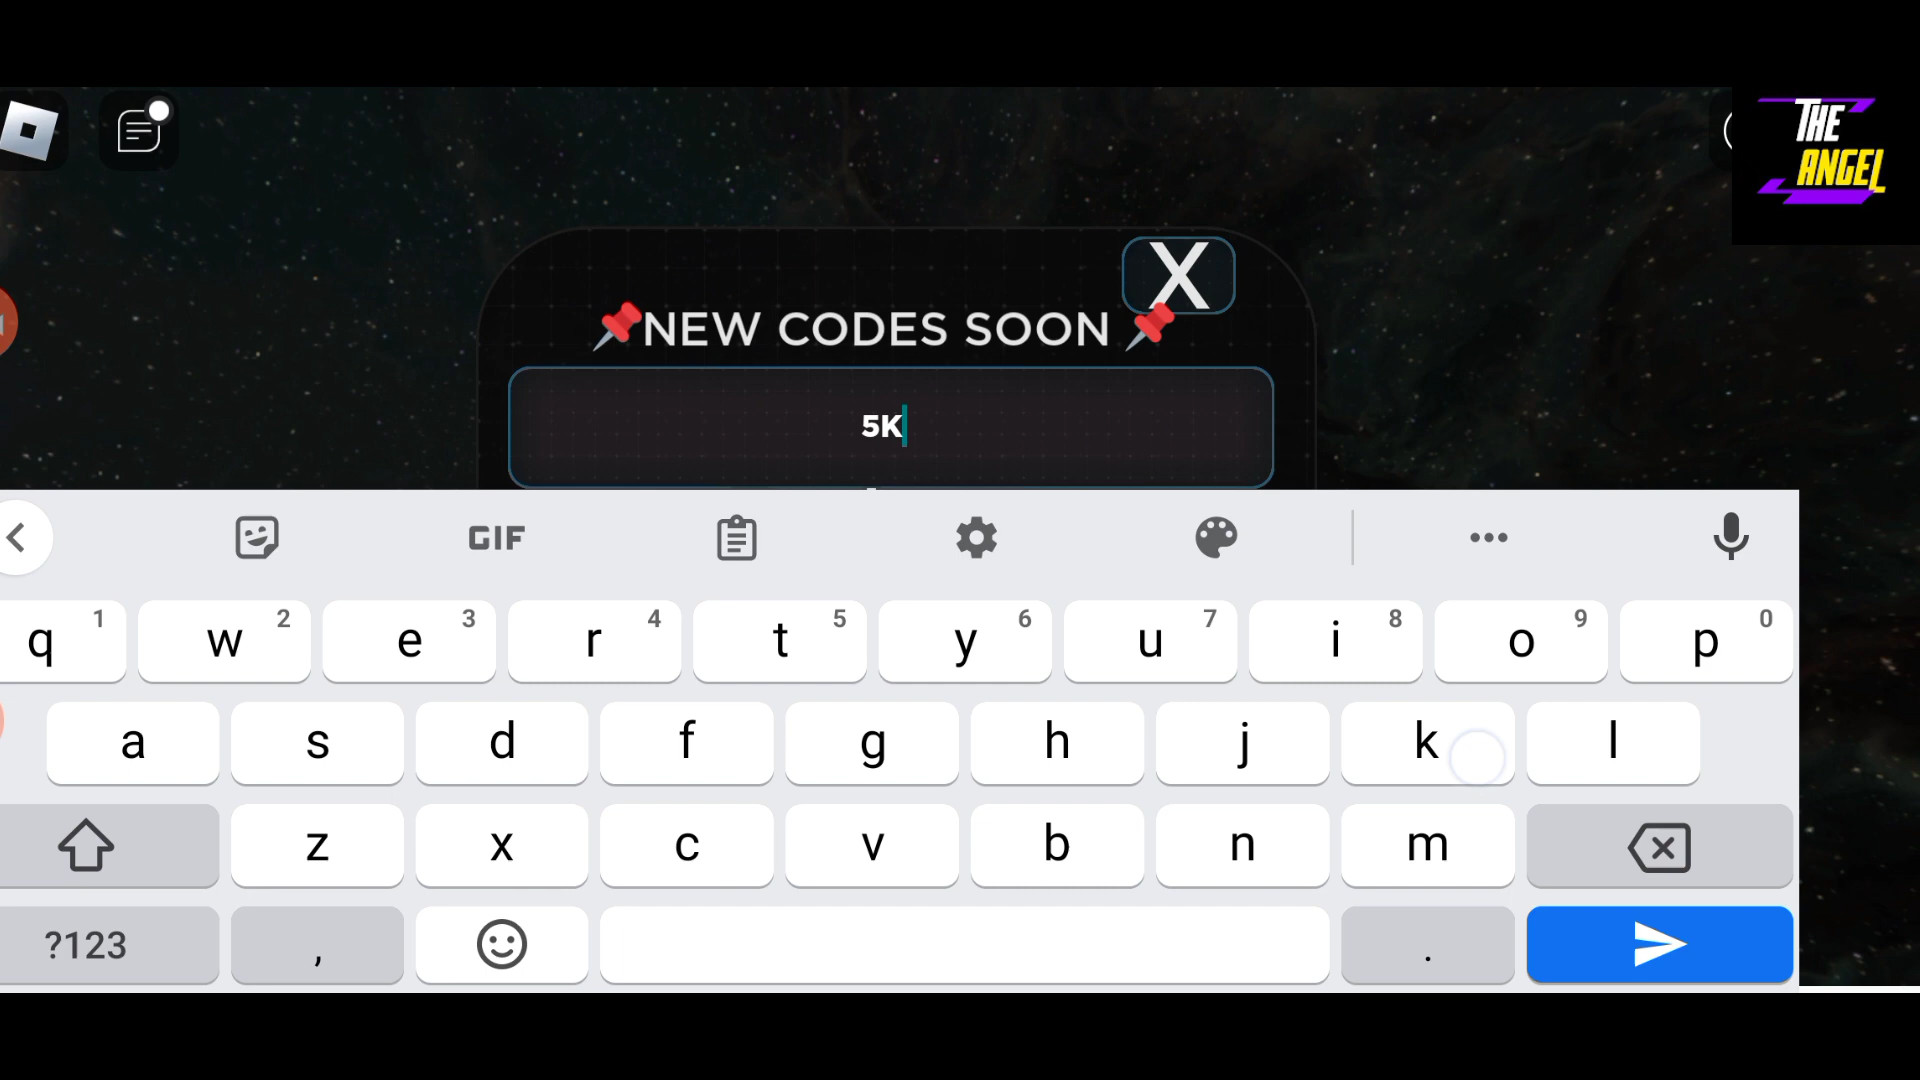 THE
ANGEL
X
📌NEW CODES SOON 📌
5K
GIF
q 1 w 2 e 3 r 4 t 5 y 6 u 7 i 8 o 9 p 0
a s d f g h j k l
z x c v b n m
?123 , .